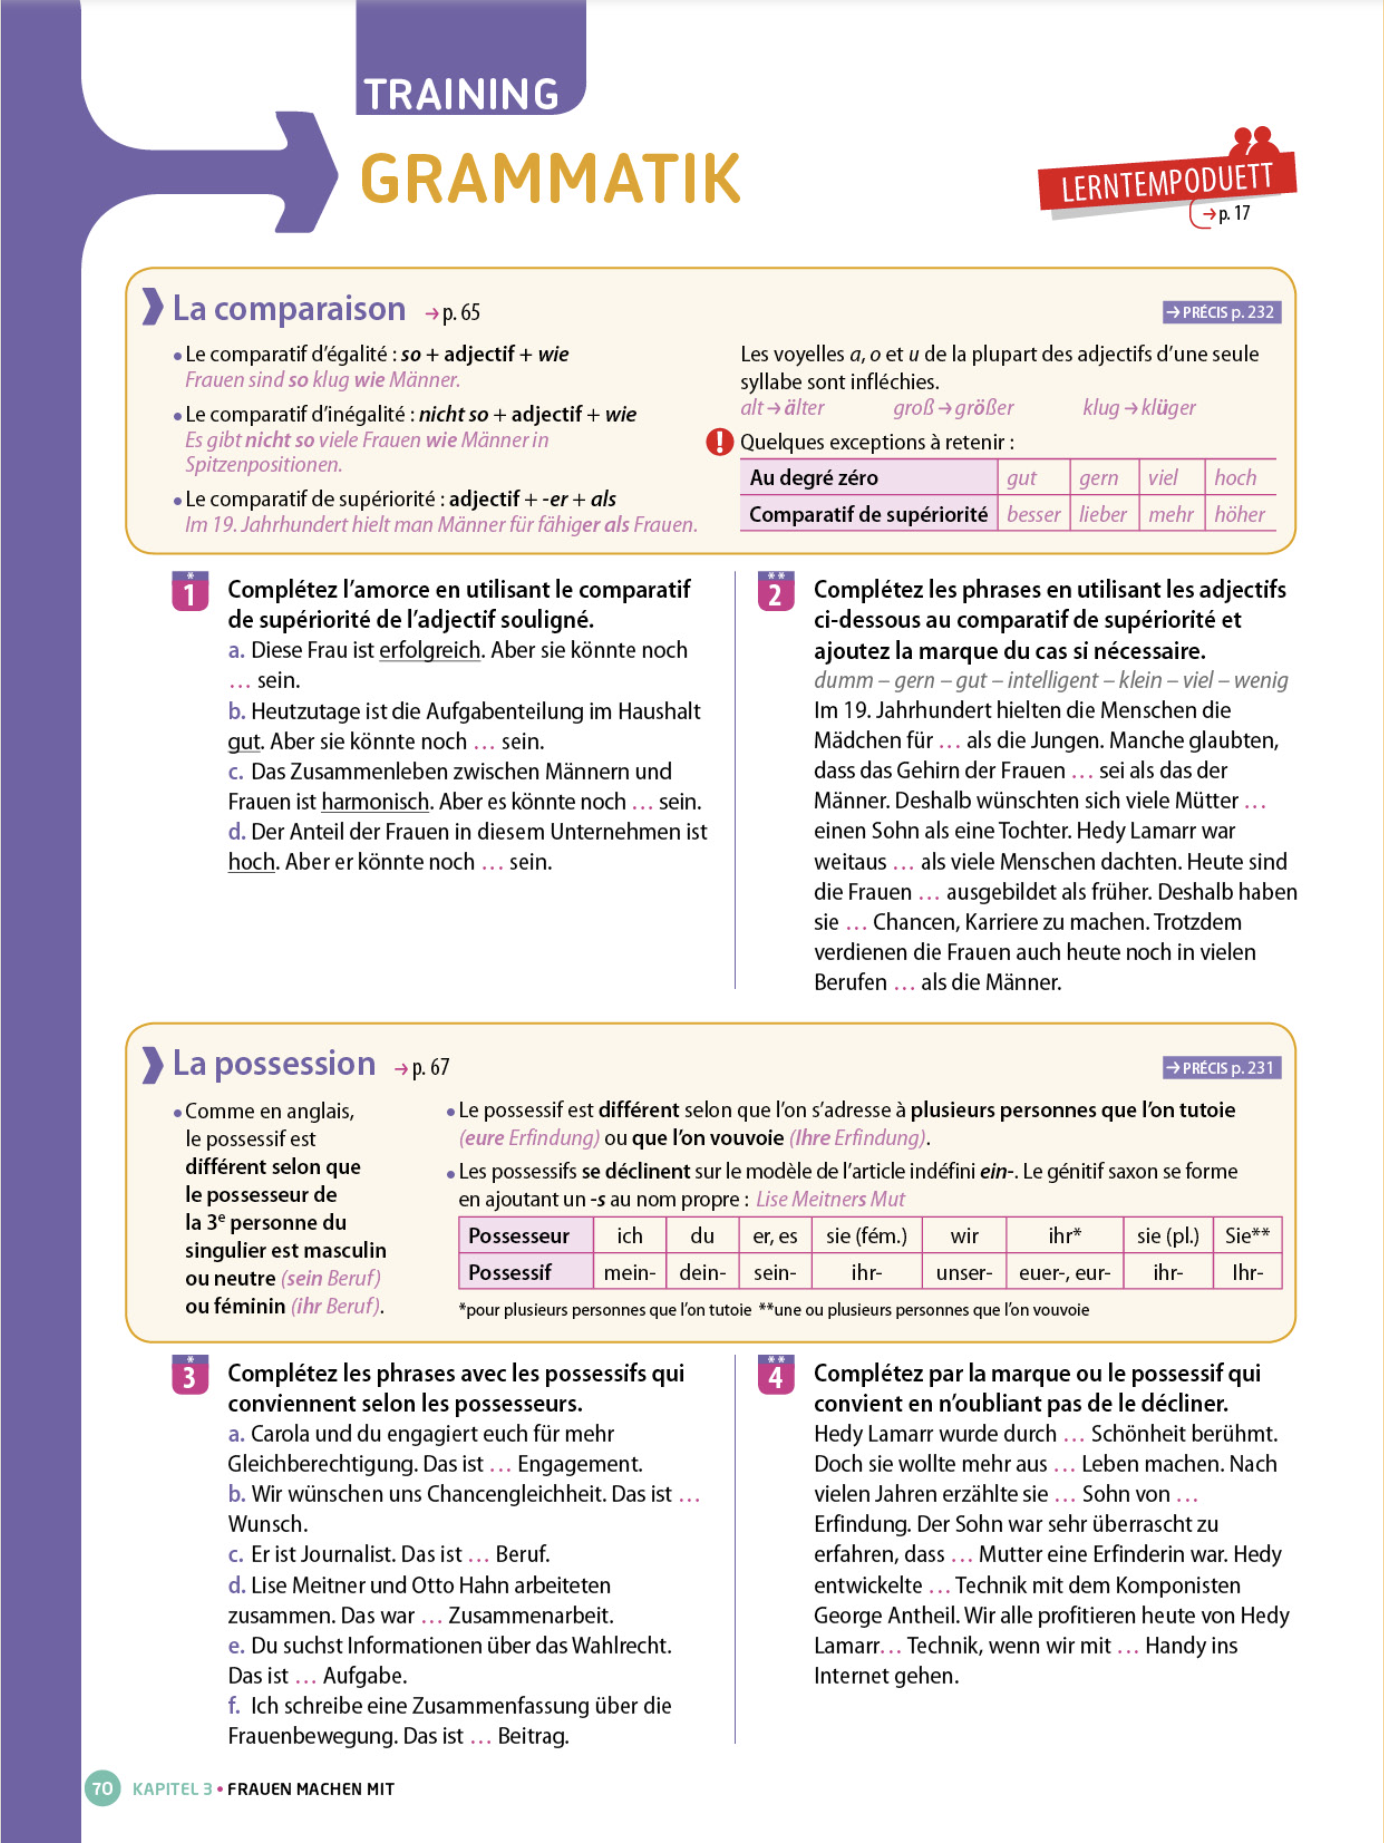 TRAINING
GRAMMATIK
LERNTEMPODUETT
→ p. 17
La comparaison → p. 65
→ PRÉCIS p. 232
• Le comparatif d'égalité : so + adjectif + wie
Frauen sind so klug wie Männer.
• Le comparatif d'inégalité : nicht so + adjectif + wie
Es gibt nicht so viele Frauen wie Männer in
Spitzenpositionen.
• Le comparatif de supériorité : adjectif + -er + als
Im 19. Jahrhundert hielt man Männer für fähiger als Frauen.
Les voyelles a, o et u de la plupart des adjectifs d'une seule
syllabe sont infléchies.
alt → älter groß → größer klug → klüger
! Quelques exceptions à retenir :
Au degré zéro gut gern viel hoch
Comparatif de supériorité besser lieber mehr höher
* 1 Complétez l'amorce en utilisant le comparatif
de supériorité de l'adjectif souligné.
a. Diese Frau ist erfolgreich. Aber sie könnte noch
… sein.
b. Heutzutage ist die Aufgabenteilung im Haushalt
gut. Aber sie könnte noch … sein.
c. Das Zusammenleben zwischen Männern und
Frauen ist harmonisch. Aber es könnte noch … sein.
d. Der Anteil der Frauen in diesem Unternehmen ist
hoch. Aber er könnte noch … sein.
** 2 Complétez les phrases en utilisant les adjectifs
ci-dessous au comparatif de supériorité et
ajoutez la marque du cas si nécessaire.
dumm – gern – gut – intelligent – klein – viel – wenig
Im 19. Jahrhundert hielten die Menschen die
Mädchen für … als die Jungen. Manche glaubten,
dass das Gehirn der Frauen … sei als das der
Männer. Deshalb wünschten sich viele Mütter …
einen Sohn als eine Tochter. Hedy Lamarr war
weitaus … als viele Menschen dachten. Heute sind
die Frauen … ausgebildet als früher. Deshalb haben
sie … Chancen, Karriere zu machen. Trotzdem
verdienen die Frauen auch heute noch in vielen
Berufen … als die Männer.
La possession → p. 67
→ PRÉCIS p. 231
• Comme en anglais,
le possessif est
différent selon que
le possesseur de
la 3e personne du
singulier est masculin
ou neutre (sein Beruf)
ou féminin (ihr Beruf).
• Le possessif est différent selon que l'on s'adresse à plusieurs personnes que l'on tutoie
(eure Erfindung) ou que l'on vouvoie (Ihre Erfindung).
• Les possessifs se déclinent sur le modèle de l'article indéfini ein-. Le génitif saxon se forme
en ajoutant un -s au nom propre : Lise Meitners Mut
Possesseur ich du er, es sie (fém.) wir ihr* sie (pl.) Sie**
Possessif mein- dein- sein- ihr- unser- euer-, eur- ihr- Ihr-
*pour plusieurs personnes que l'on tutoie **une ou plusieurs personnes que l'on vouvoie
* 3 Complétez les phrases avec les possessifs qui
conviennent selon les possesseurs.
a. Carola und du engagiert euch für mehr
Gleichberechtigung. Das ist … Engagement.
b. Wir wünschen uns Chancengleichheit. Das ist …
Wunsch.
c. Er ist Journalist. Das ist … Beruf.
d. Lise Meitner und Otto Hahn arbeiteten
zusammen. Das war … Zusammenarbeit.
e. Du suchst Informationen über das Wahlrecht.
Das ist … Aufgabe.
f. Ich schreibe eine Zusammenfassung über die
Frauenbewegung. Das ist … Beitrag.
** 4 Complétez par la marque ou le possessif qui
convient en n'oubliant pas de le décliner.
Hedy Lamarr wurde durch … Schönheit berühmt.
Doch sie wollte mehr aus … Leben machen. Nach
vielen Jahren erzählte sie … Sohn von …
Erfindung. Der Sohn war sehr überrascht zu
erfahren, dass … Mutter eine Erfinderin war. Hedy
entwickelte … Technik mit dem Komponisten
George Antheil. Wir alle profitieren heute von Hedy
Lamarr… Technik, wenn wir mit … Handy ins
Internet gehen.
70 KAPITEL 3 • FRAUEN MACHEN MIT